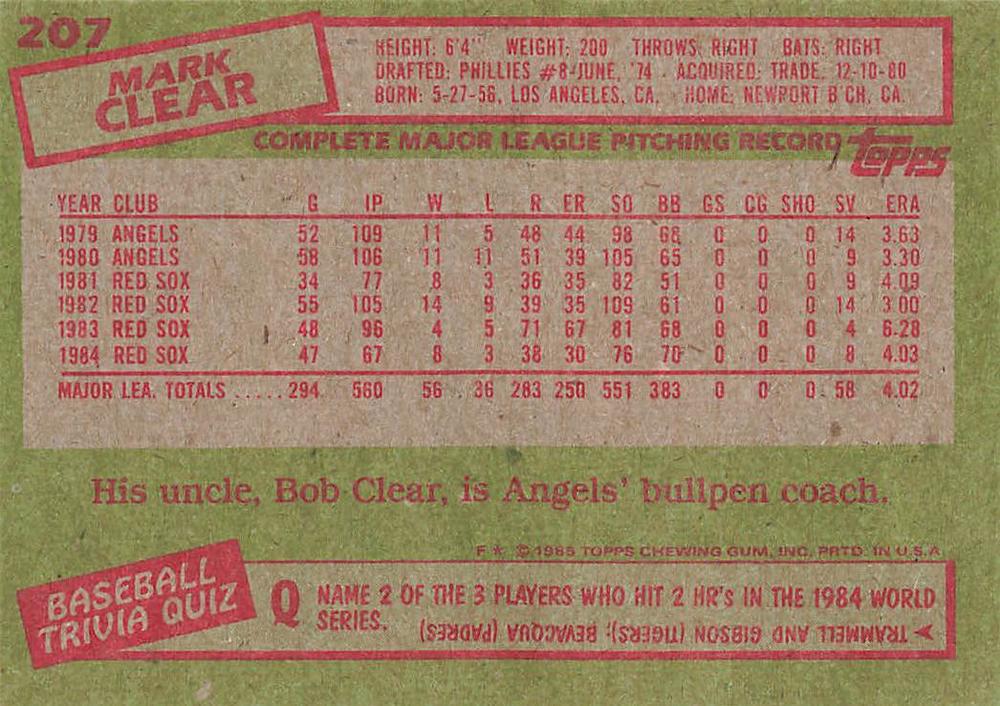 207
MARK
CLEAR
HEIGHT: 6'4" WEIGHT: 200 THROWS: RIGHT BATS: RIGHT
DRAFTED: PHILLIES #8-JUNE, '74 - ACQUIRED: TRADE, 12-10-80
BORN: 5-27-56, LOS ANGELES, CA. HOME: NEWPORT B'CH, CA.
COMPLETE MAJOR LEAGUE PITCHING RECORD
TOPPS
YEAR CLUB G IP W L R ER SO BB GS CG SHO SV ERA
1979 ANGELS 52 109 11 5 48 44 98 68 0 0 0 14 3.63
1980 ANGELS 58 106 11 11 51 39 105 65 0 0 0 9 3.30
1981 RED SOX 34 77 8 3 36 35 82 51 0 0 0 9 4.09
1982 RED SOX 55 105 14 9 39 35 109 61 0 0 0 14 3.00
1983 RED SOX 48 96 4 5 71 67 81 68 0 0 0 4 6.28
1984 RED SOX 47 67 8 3 38 30 76 70 0 0 0 8 4.03
MAJOR LEA. TOTALS ..... 294 560 56 36 283 250 551 383 0 0 0 58 4.02
His uncle, Bob Clear, is Angels' bullpen coach.
F * © 1985 TOPPS CHEWING GUM, INC. PRTD. IN U.S.A
BASEBALL
TRIVIA QUIZ
Q NAME 2 OF THE 3 PLAYERS WHO HIT 2 HR's IN THE 1984 WORLD
SERIES.
TRAMMELL AND GIBSON (TIGERS); BEVACQUA (PADRES)